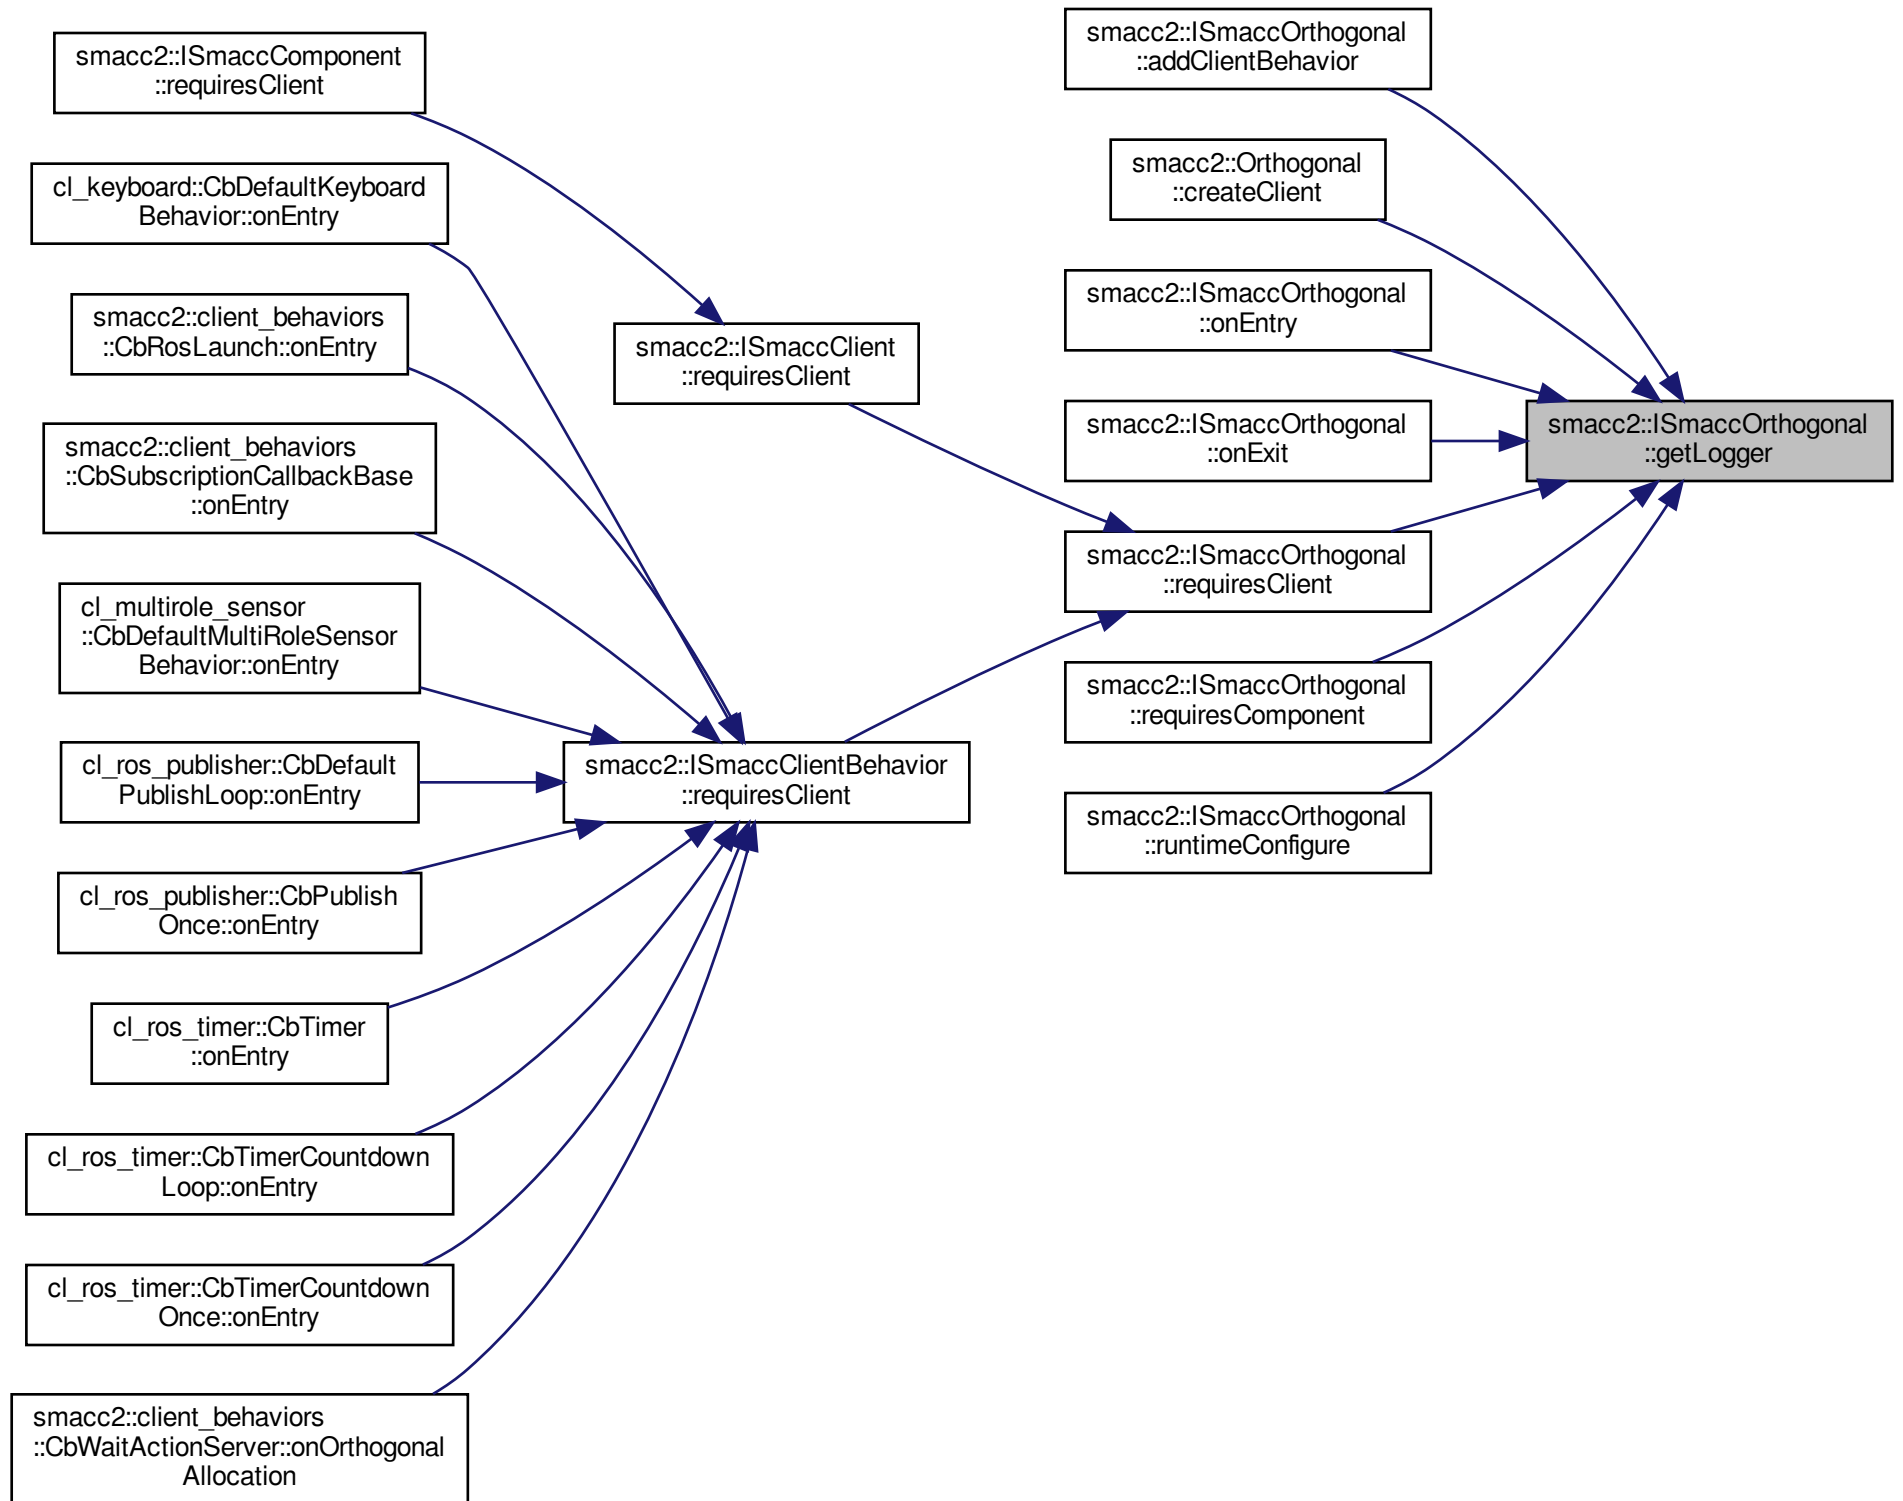 smacc2::ISmaccComponent
::requiresClient
cl_keyboard::CbDefaultKeyboard
Behavior::onEntry
smacc2::client_behaviors
::CbRosLaunch::onEntry
smacc2::client_behaviors
::CbSubscriptionCallbackBase
::onEntry
cl_multirole_sensor
::CbDefaultMultiRoleSensor
Behavior::onEntry
cl_ros_publisher::CbDefault
PublishLoop::onEntry
cl_ros_publisher::CbPublish
Once::onEntry
cl_ros_timer::CbTimer
::onEntry
cl_ros_timer::CbTimerCountdown
Loop::onEntry
cl_ros_timer::CbTimerCountdown
Once::onEntry
smacc2::client_behaviors
::CbWaitActionServer::onOrthogonal
Allocation
smacc2::ISmaccClient
::requiresClient
smacc2::ISmaccClientBehavior
::requiresClient
smacc2::ISmaccOrthogonal
::addClientBehavior
smacc2::Orthogonal
::createClient
smacc2::ISmaccOrthogonal
::onEntry
smacc2::ISmaccOrthogonal
::onExit
smacc2::ISmaccOrthogonal
::requiresClient
smacc2::ISmaccOrthogonal
::requiresComponent
smacc2::ISmaccOrthogonal
::runtimeConfigure
smacc2::ISmaccOrthogonal
::getLogger